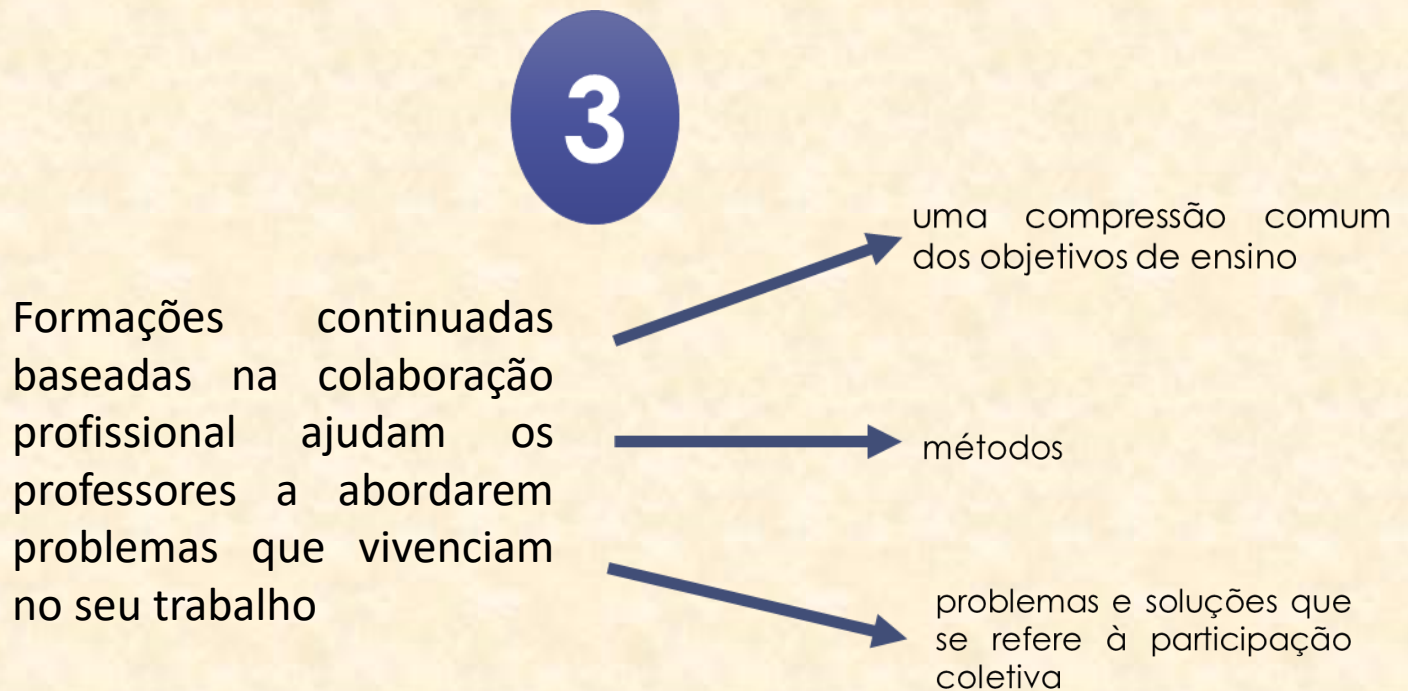 3
Formações continuadas
baseadas na colaboração
profissional ajudam os
professores a abordarem
problemas que vivenciam
no seu trabalho
uma compressão comum
dos objetivos de ensino
métodos
problemas e soluções que
se refere à participação
coletiva